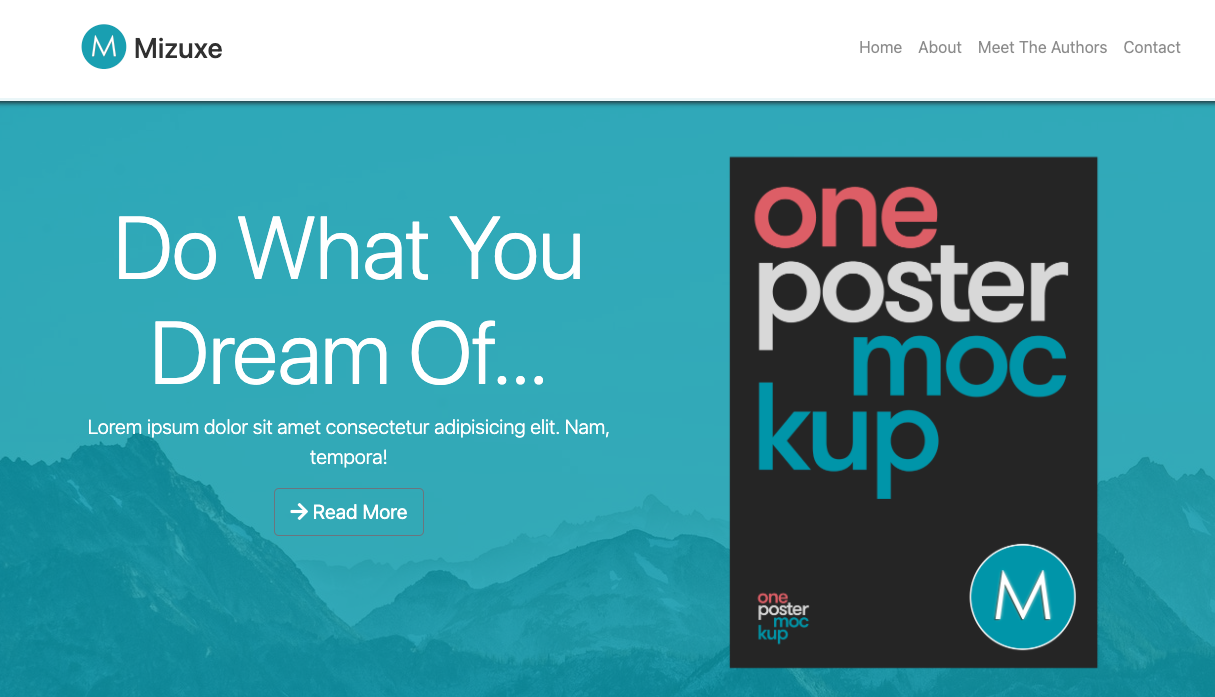 M Mizuxe
Home About Meet The Authors Contact
Do What You
Dream Of...
Lorem ipsum dolor sit amet consectetur adipisicing elit. Nam,
tempora!
Read More
one
poster
moc
kup
one
poster
moc
kup
M